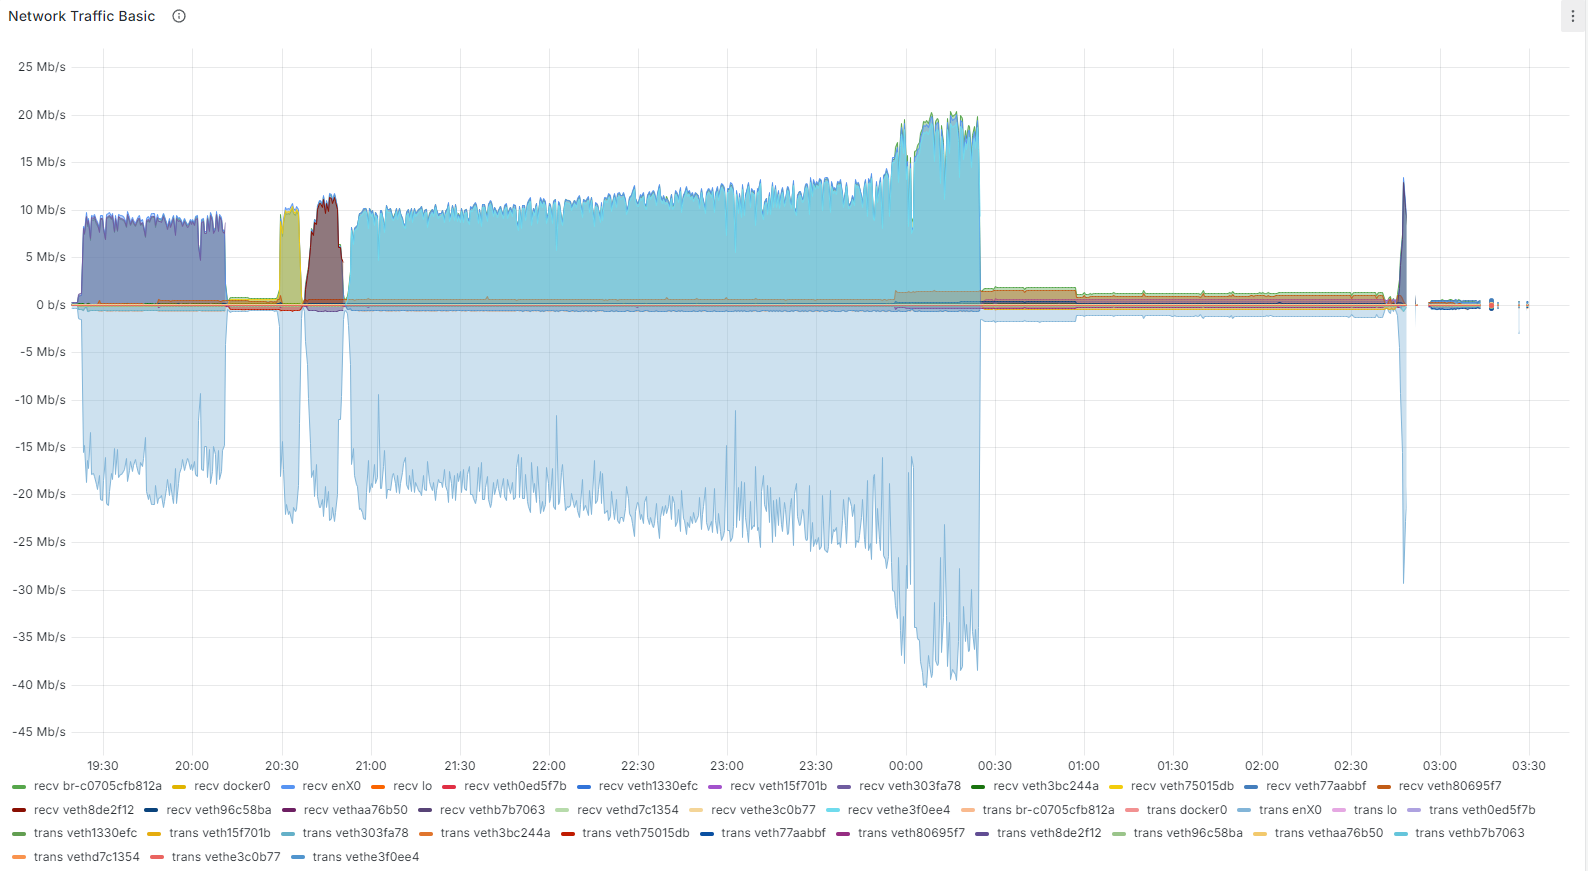 Network Traffic Basic
25 Mb/s
20 Mb/s
15 Mb/s
10 Mb/s
5 Mb/s
0 b/s
-5 Mb/s
-10 Mb/s
-15 Mb/s
-20 Mb/s
-25 Mb/s
-30 Mb/s
-35 Mb/s
-40 Mb/s
-45 Mb/s
19:30 20:00 20:30 21:00 21:30 22:00 22:30 23:00 23:30 00:00 00:30 01:00 01:30 02:00 02:30 03:00 03:30
recv br-c0705cfb812a recv docker0 recv enX0 recv lo recv veth0ed5f7b recv veth1330efc recv veth15f701b recv veth303fa78 recv veth3bc244a recv veth75015db recv veth77aabbf recv veth80695f7
recv veth8de2f12 recv veth96c58ba recv vethaa76b50 recv vethb7b7063 recv vethd7c1354 recv vethe3c0b77 recv vethe3f0ee4 trans br-c0705cfb812a trans docker0 trans enX0 trans lo trans veth0ed5f7b
trans veth1330efc trans veth15f701b trans veth303fa78 trans veth3bc244a trans veth75015db trans veth77aabbf trans veth80695f7 trans veth8de2f12 trans veth96c58ba trans vethaa76b50 trans vethb7b7063
trans vethd7c1354 trans vethe3c0b77 trans vethe3f0ee4